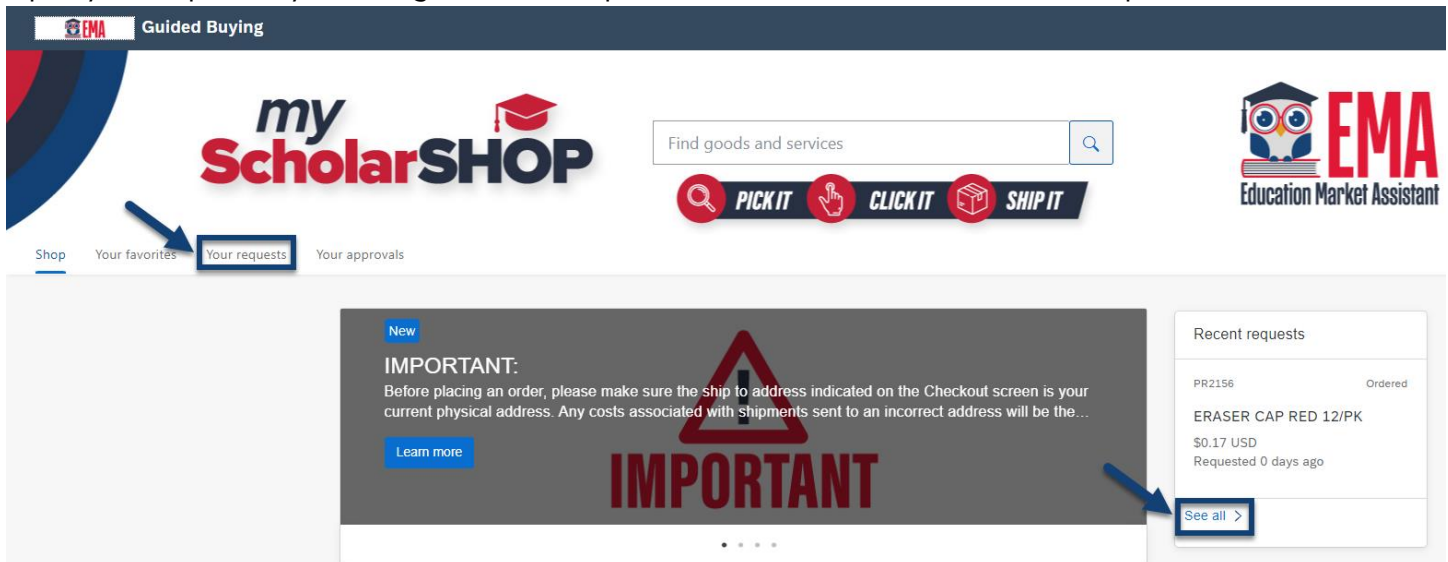 EMA
Guided Buying
my
ScholarSHOP
Find goods and services
PICK IT CLICK IT SHIP IT
EMA
Education Market Assistant
Shop Your favorites Your requests Your approvals
New
IMPORTANT:
Before placing an order, please make sure the ship to address indicated on the Checkout screen is your
current physical address. Any costs associated with shipments sent to an incorrect address will be the...
Learn more
IMPORTANT
Recent requests
PR2156 Ordered
ERASER CAP RED 12/PK
$0.17 USD
Requested 0 days ago
See all >